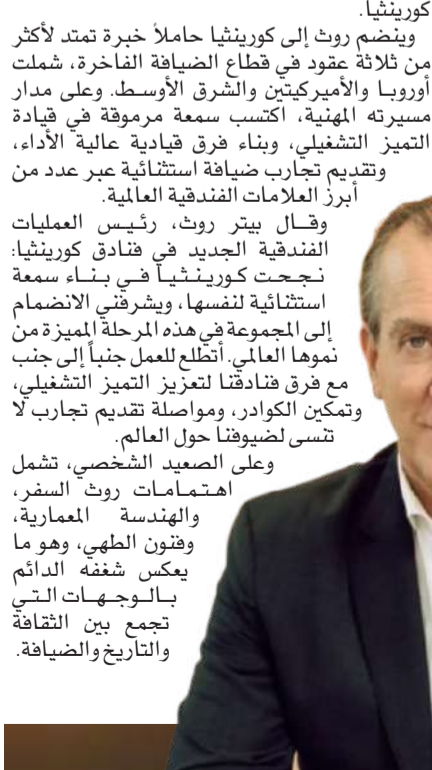 كورينثيا.
وينضم روث إلى كورينثيا حاملاً خبرة تمتد لأكثر
من ثلاثة عقود في قطاع الضيافة الفاخرة، شملت
أوروبا والأميركيتين والشرق الأوسط. وعلى مدار
مسيرته المهنية، اكتسب سمعة مرموقة في قيادة
التميز التشغيلي، وبناء فرق قيادية عالية الأداء،
وتقديم تجارب ضيافة استثنائية عبر عدد من
أبرز العلامات الفندقية العالمية.
وقال بيتر روث، رئيس العمليات
الفندقية الجديد في فنادق كورينثيا:
نجحت كورينثيا في بناء سمعة
استثنائية لنفسها، ويشرفني الانضمام
إلى المجموعة في هذه المرحلة المميزة من
نموها العالمي. أتطلع للعمل جنباً إلى جنب
مع فرق فنادقنا لتعزيز التميز التشغيلي،
وتمكين الكوادر، ومواصلة تقديم تجارب لا
تنسى لضيوفنا حول العالم.
وعلى الصعيد الشخصي، تشمل
اهتمامات روث السفر،
والهندسة المعمارية،
وفنون الطهي، وهو ما
يعكس شغفه الدائم
بالوجهات التي
تجمع بين الثقافة
والتاريخ والضيافة.